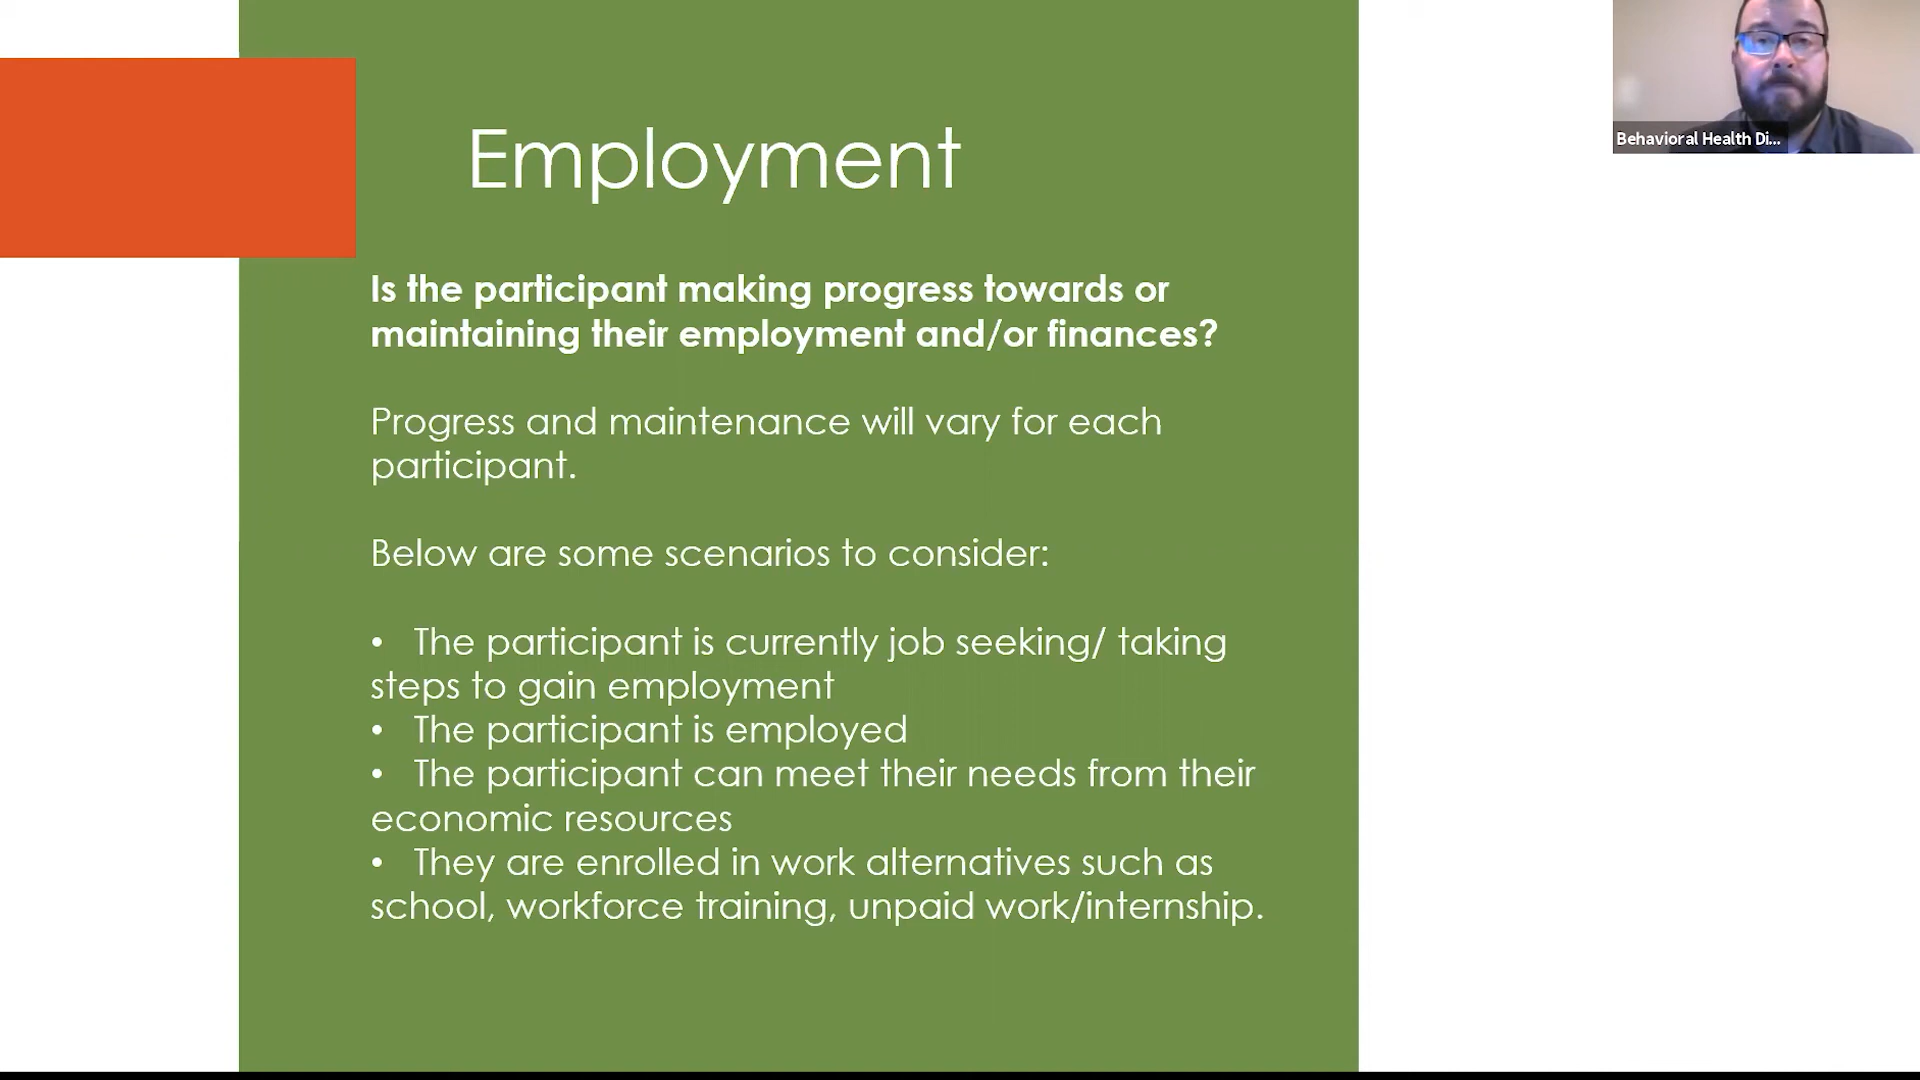 Employment
Is the participant making progress towards or
maintaining their employment and/or finances?
Progress and maintenance will vary for each
participant.
Below are some scenarios to consider:
• The participant is currently job seeking/ taking
steps to gain employment
• The participant is employed
• The participant can meet their needs from their
economic resources
• They are enrolled in work alternatives such as
school, workforce training, unpaid work/internship.
Behavioral Health Di...